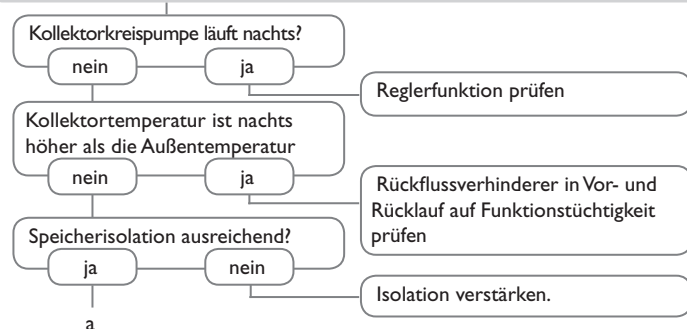 Kollektorkreispumpe läuft nachts?
nein
ja
Reglerfunktion prüfen
Kollektortemperatur ist nachts
höher als die Außentemperatur
nein
ja
Rückflussverhinderer in Vor- und
Rücklauf auf Funktionstüchtigkeit
prüfen
Speicherisolation ausreichend?
ja
nein
Isolation verstärken.
a